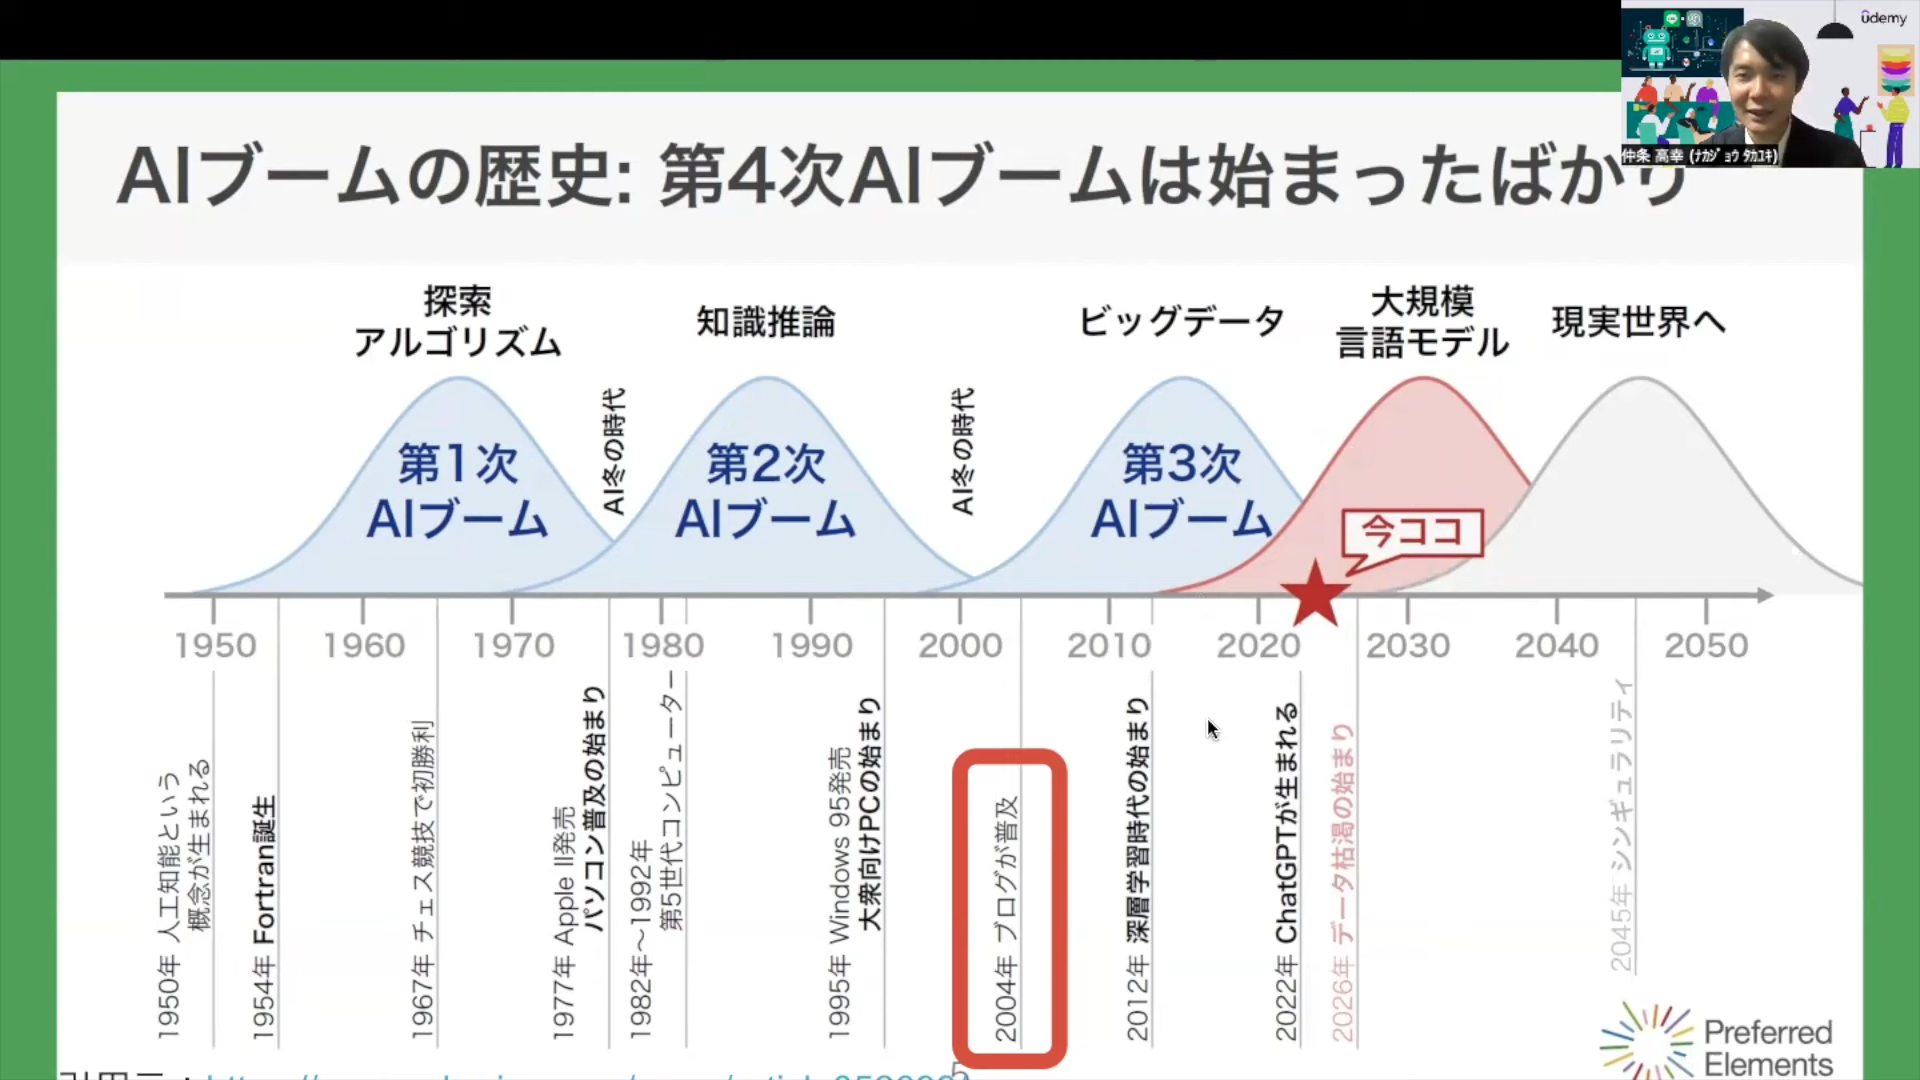 ûdemy
仲条 高幸 (ﾅｶｼﾞｮｳ ﾀｶﾕｷ)
AIブームの歴史: 第4次AIブームは始まったばかり
探索
アルゴリズム
知識推論
ビッグデータ
大規模
言語モデル
現実世界へ
第1次
AIブーム
AI冬の時代
第2次
AIブーム
AI冬の時代
第3次
AIブーム
今ココ
1950
1960
1970
1980
1990
2000
2010
2020
2030
2040
2050
1950年 人工知能という
概念が生まれる
1954年 Fortran誕生
1967年 チェス競技で初勝利
1977年 Apple II発売
パソコン普及の始まり
1982年〜1992年
第5世代コンピューター
1995年 Windows 95発売
大衆向けPCの始まり
2004年 ブログが普及
2012年 深層学習時代の始まり
2022年 ChatGPTが生まれる
2026年 データ枯渇の始まり
2045年 シンギュラリティ
Preferred
Elements